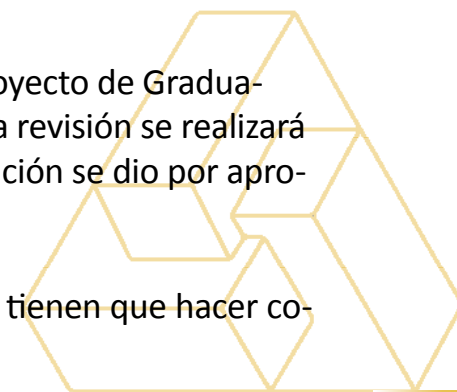 oyecto de Gradua-
a revisión se realizará
ción se dio por apro-
tienen que hacer co-